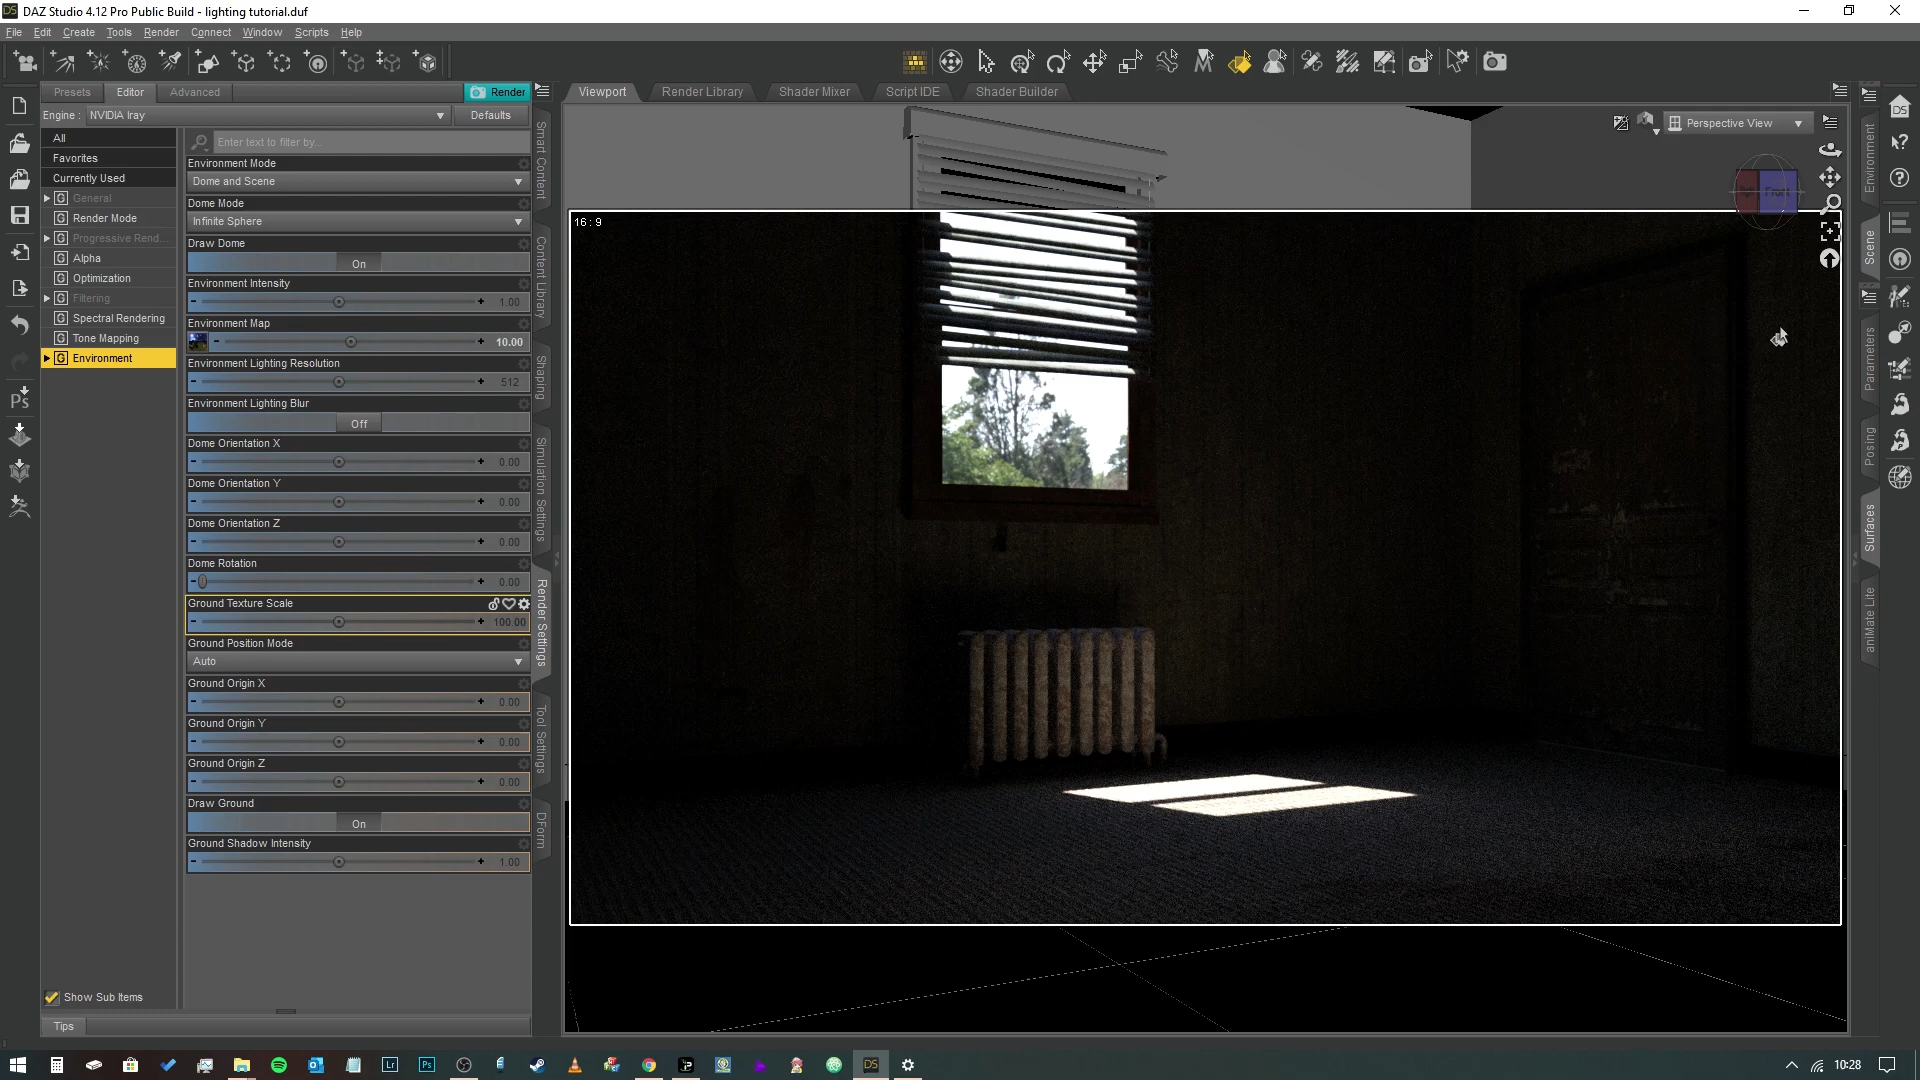 DAZ Studio 4.12 Pro Public Build - lighting tutorial.duf
File Edit Create Tools Render Connect Window Scripts Help
Presets Editor Advanced Render
Engine : NVIDIA Iray Defaults
All
Favorites
Currently Used
General
Render Mode
Progressive Rend...
Alpha
Optimization
Filtering
Spectral Rendering
Tone Mapping
Environment
Show Sub Items
Tips
Enter text to filter by...
Environment Mode
Dome and Scene
Dome Mode
Infinite Sphere
Draw Dome
On
Environment Intensity
1.00
Environment Map
10.00
Environment Lighting Resolution
512
Environment Lighting Blur
Off
Dome Orientation X
0.00
Dome Orientation Y
0.00
Dome Orientation Z
0.00
Dome Rotation
0.00
Ground Texture Scale
100.00
Ground Position Mode
Auto
Ground Origin X
0.00
Ground Origin Y
0.00
Ground Origin Z
0.00
Draw Ground
On
Ground Shadow Intensity
1.00
Smart Content
Content Library
Shaping
Simulation Settings
Render Settings
Tool Settings
DForm
Viewport Render Library Shader Mixer Script IDE Shader Builder
Perspective View
Front
16 : 9
Environment
Scene
Parameters
Posing
Surfaces
aniMate Lite
Lr
Ps
DS
10:28